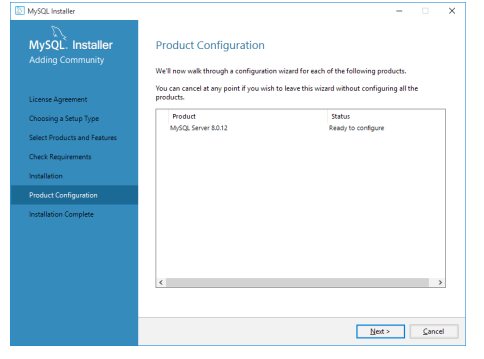 MySQL Installer
MySQL. Installer
Adding Community
License Agreement
Choosing a Setup Type
Select Products and Features
Check Requirements
Installation
Product Configuration
Installation Complete
Product Configuration
We'll now walk through a configuration wizard for each of the following products.
You can cancel at any point if you wish to leave this wizard without configuring all the
products.
Product Status
MySQL Server 8.0.12 Ready to configure
Next > Cancel